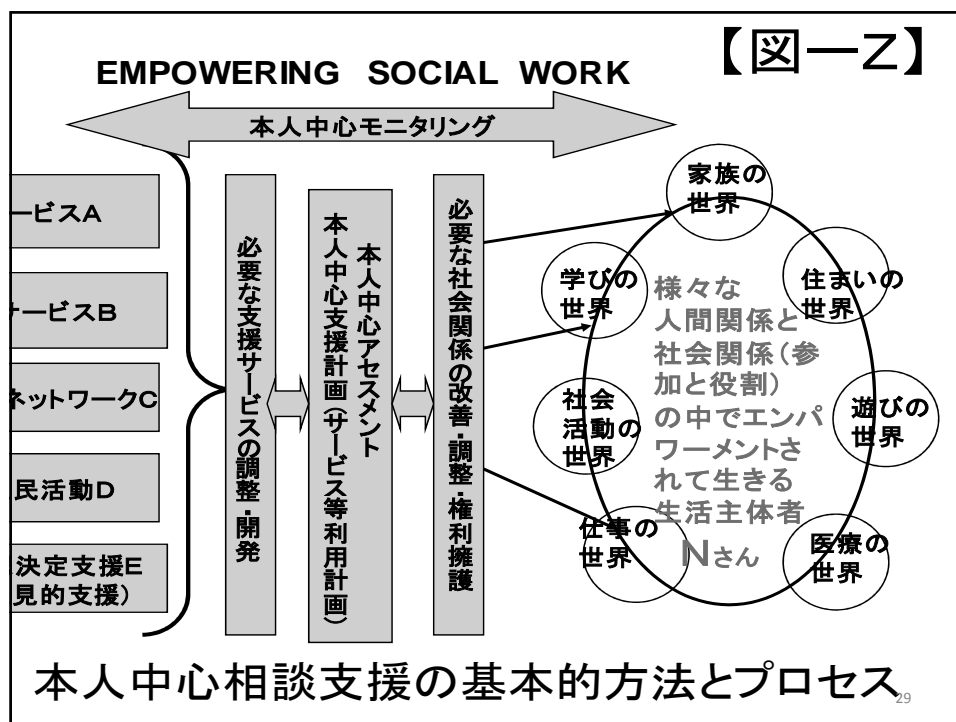 【図―Z】
EMPOWERING SOCIAL WORK
本人中心モニタリング
ービスA
サービスB
ネットワークC
民活動D
決定支援E
見的支援)
必要な支援サービスの調整・開発
本人中心アセスメント
本人中心支援計画(サービス等利用計画)
必要な社会関係の改善・調整・権利擁護
家族の
世界
学びの
世界
住まいの
世界
社会
活動の
世界
遊びの
世界
仕事の
世界
医療の
世界
様々な
人間関係と
社会関係(参
加と役割)
の中でエンパ
ワーメントさ
れて生きる
生活主体者
Nさん
本人中心相談支援の基本的方法とプロセス
29